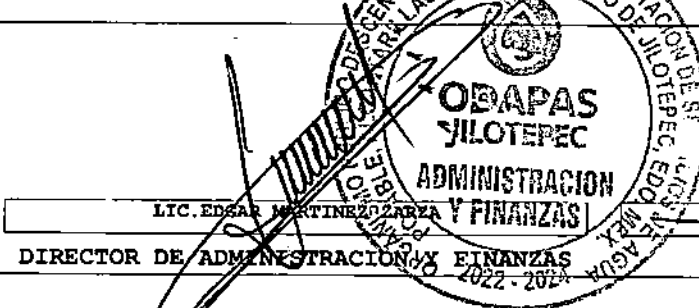 ODAPAS
JILOTEPEC
ADMINISTRACION
Y FINANZAS
2022 - 2024
LIC. EDGAR MARTINEZ ZARZA
DIRECTOR DE ADMINISTRACION Y FINANZAS